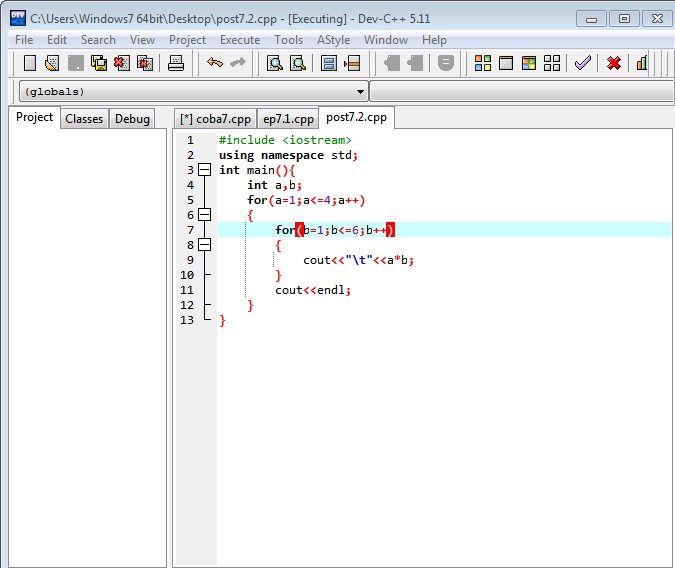 C:\Users\Windows7 64bit\Desktop\post7.2.cpp - [Executing] - Dev-C++ 5.11
File Edit Search View Project Execute Tools AStyle Window Help
(globals)
Project Classes Debug
[*] coba7.cpp ep7.1.cpp post7.2.cpp
1 #include <iostream>
2 using namespace std;
3 int main(){
4 int a,b;
5 for(a=1;a<=4;a++)
6 {
7 for(b=1;b<=6;b++)
8 {
9 cout<<"\t"<<a*b;
10 }
11 cout<<endl;
12 }
13 }